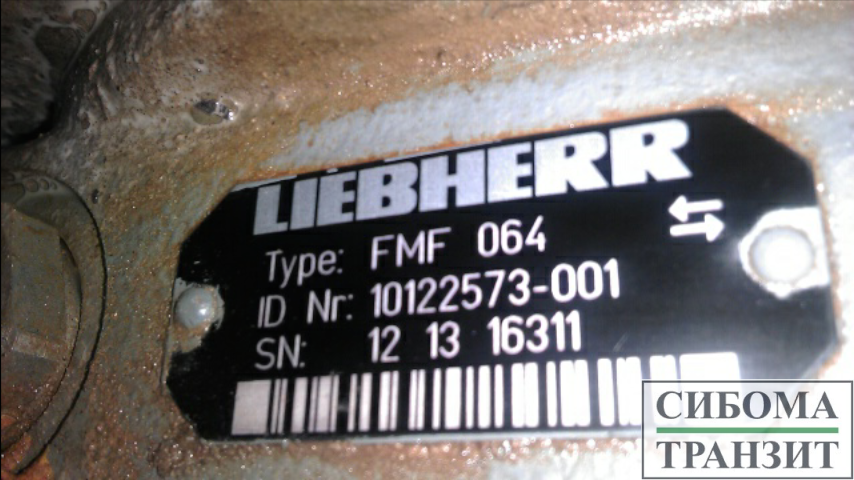 LIEBHERR
Type: FMF 064
ID Nr: 10122573-001
SN: 12 13 16311
СИБОМА
ТРАНЗИТ